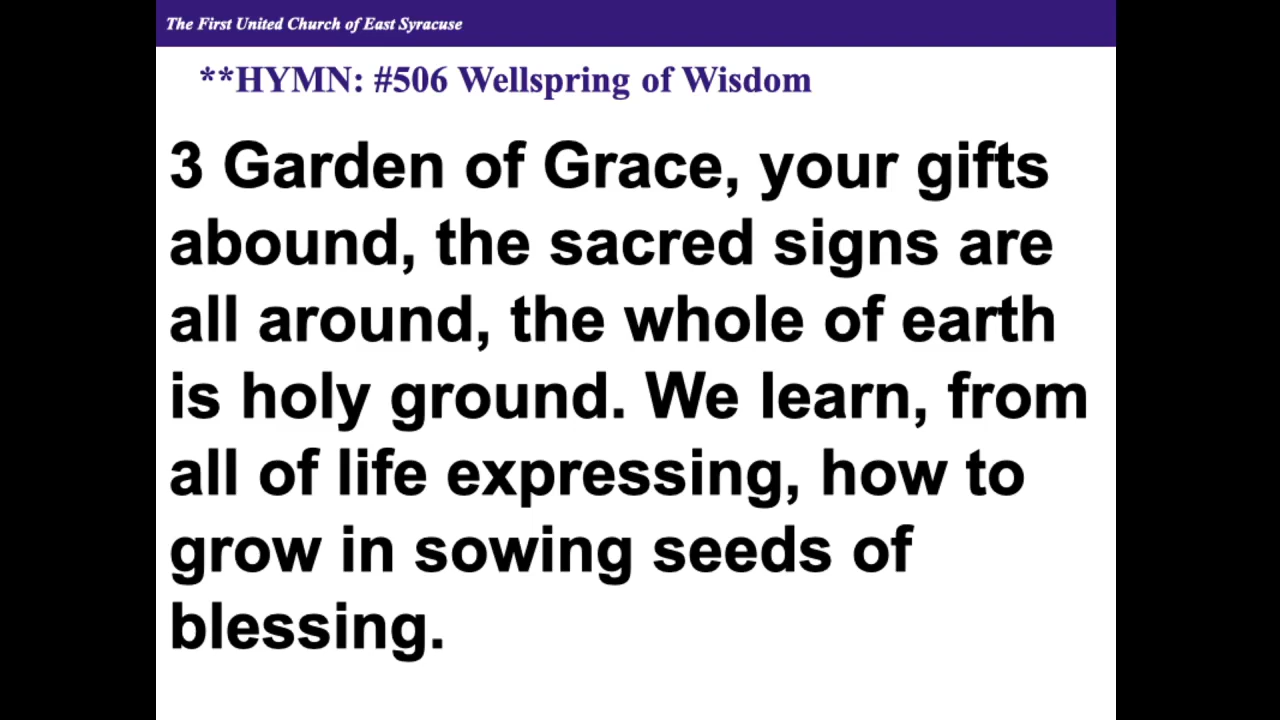 The First United Church of East Syracuse
**HYMN: #506 Wellspring of Wisdom
3 Garden of Grace, your gifts
abound, the sacred signs are
all around, the whole of earth
is holy ground. We learn, from
all of life expressing, how to
grow in sowing seeds of
blessing.